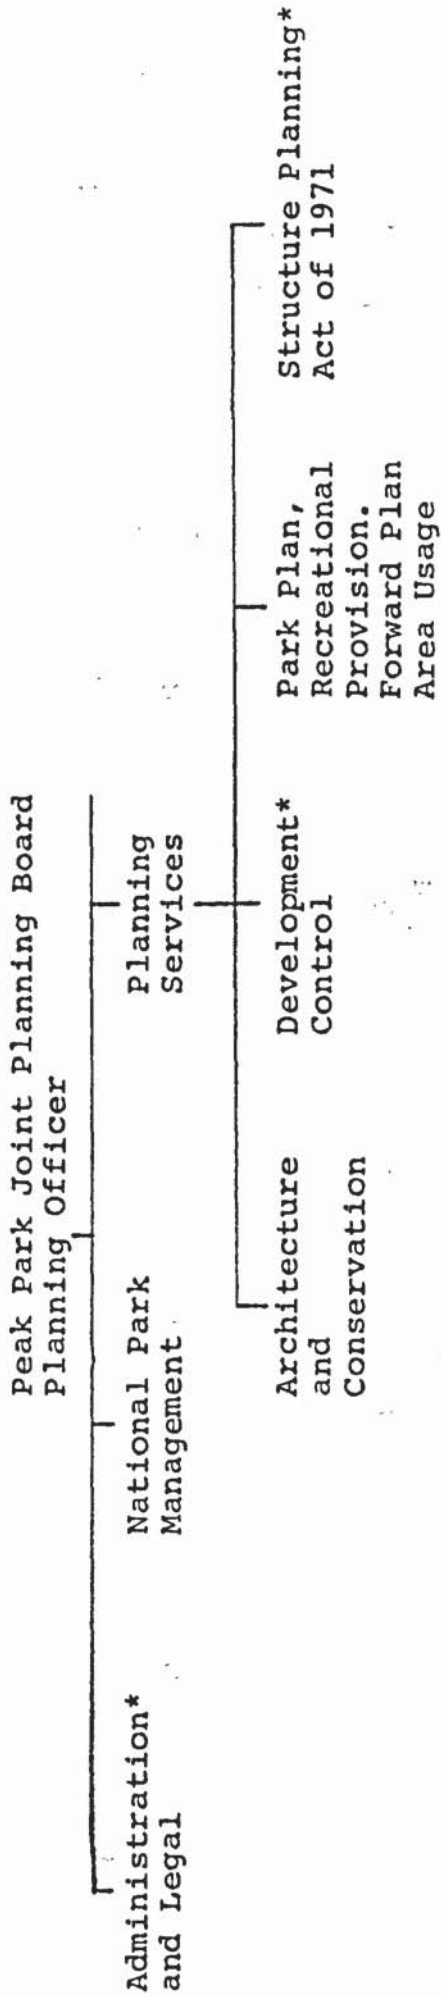 Peak Park Joint Planning Board
Planning Officer
Administration*
and Legal
National Park
Management
Planning
Services
Architecture
and
Conservation
Development*
Control
Park Plan,
Recreational
Provision.
Forward Plan
Area Usage
Structure Planning*
Act of 1971